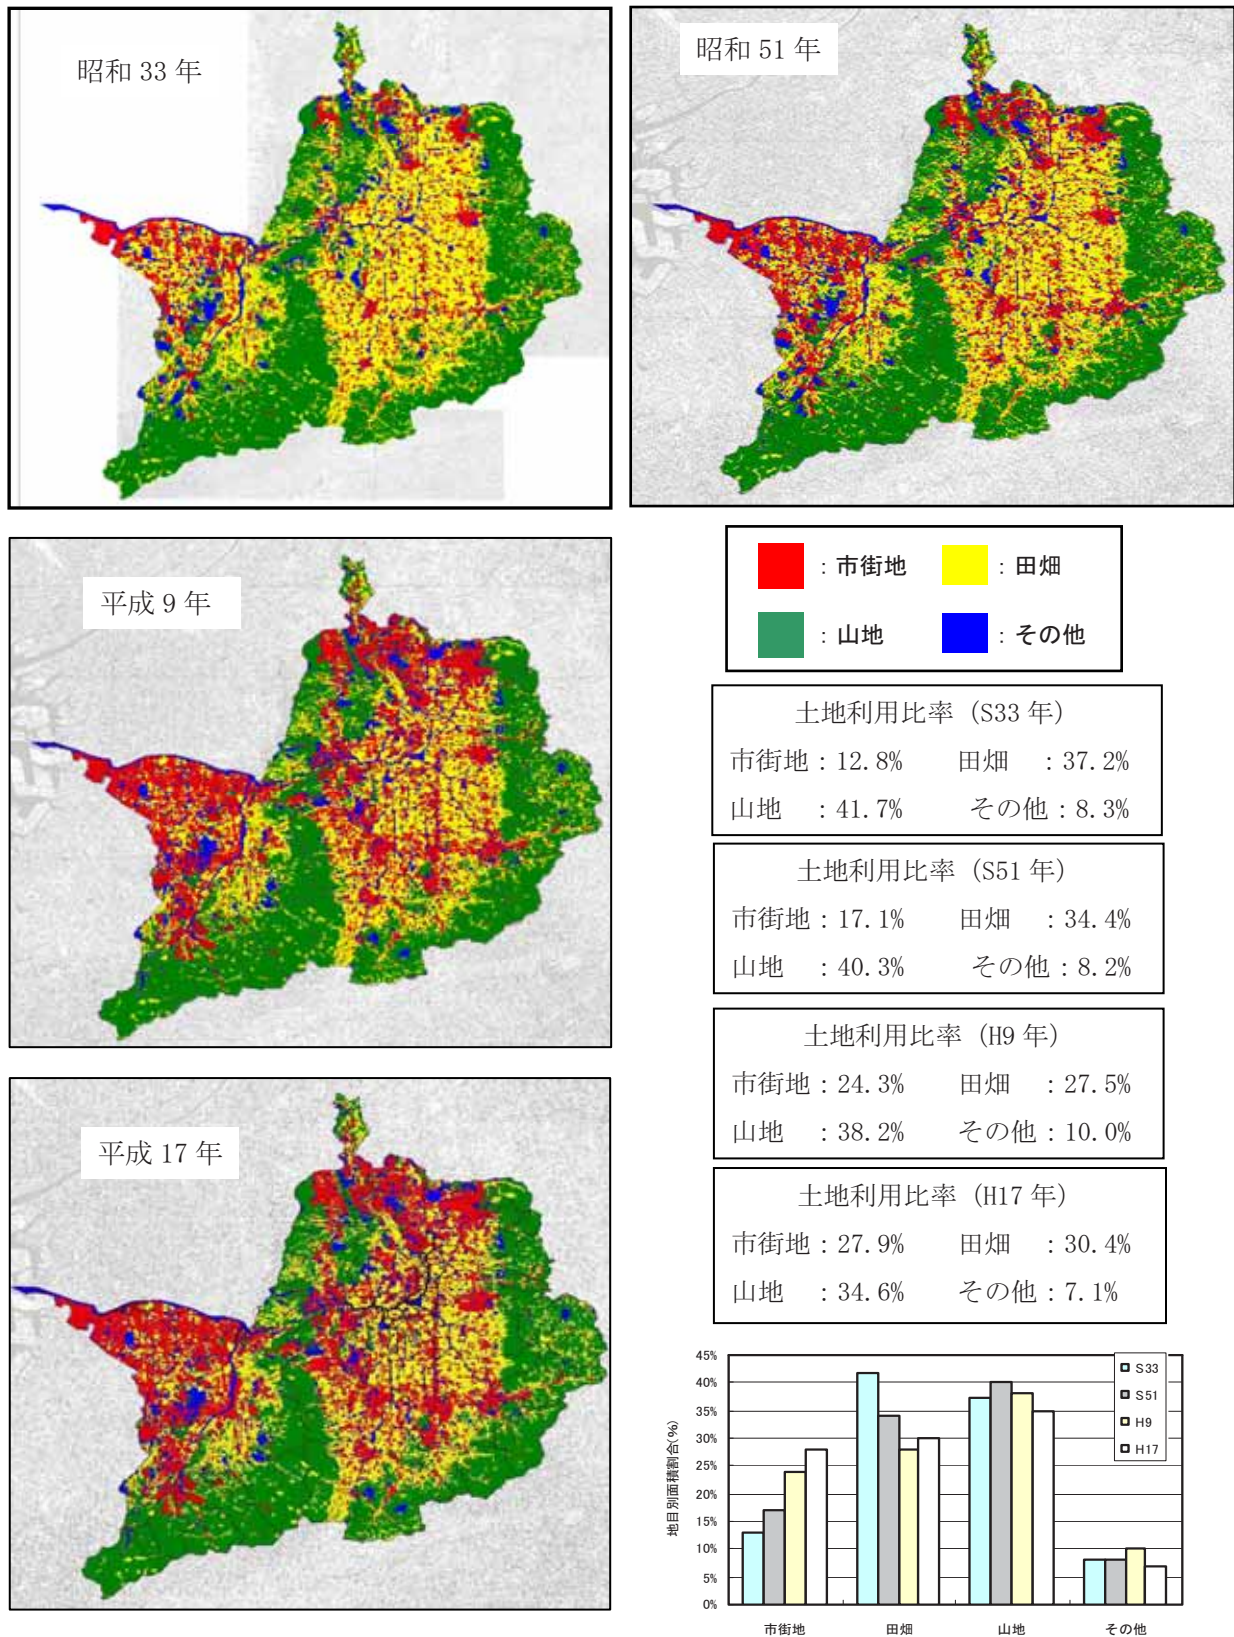 昭和 33 年
昭和 51 年
平成 9 年
:市街地 :田畑
:山地 :その他
土地利用比率 (S33 年)
市街地:12.8% 田畑 :37.2%
山地 :41.7% その他:8.3%
土地利用比率 (S51 年)
市街地:17.1% 田畑 :34.4%
山地 :40.3% その他:8.2%
土地利用比率 (H9 年)
市街地:24.3% 田畑 :27.5%
山地 :38.2% その他:10.0%
平成 17 年
土地利用比率 (H17 年)
市街地:27.9% 田畑 :30.4%
山地 :34.6% その他:7.1%
地目別面積割合(%)
45%
40%
35%
30%
25%
20%
15%
10%
5%
0%
S33
S51
H9
H17
市街地 田畑 山地 その他